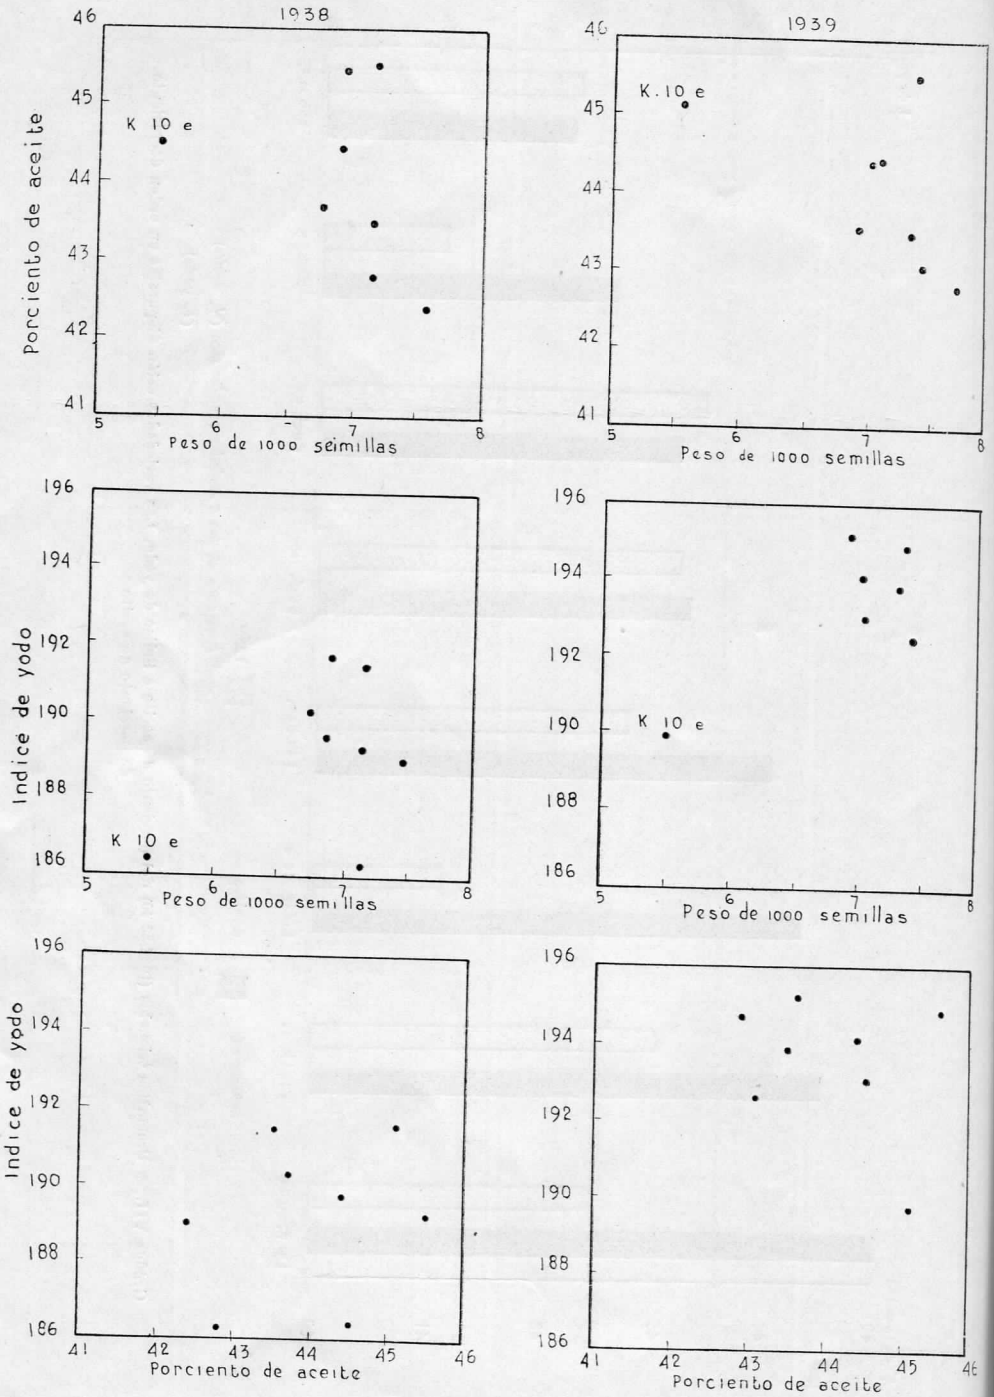 1938
46
45
44
43
42
41
Porciento de aceite
K 10 e
5 6 7 8
Peso de 1000 seimillas
1939
46
45
44
43
42
41
K.10 e
5 6 7 8
Peso de 1000 semillas
196
194
192
190
188
186
Indice de yodo
K 10 e
5 6 7 8
Peso de 1000 semillas
196
194
192
190
188
186
K 10 e
5 6 7 8
Peso de 1000 semillas
196
194
192
190
188
186
Indice de yodo
41 42 43 44 45 46
Porciento de aceite
196
194
192
190
188
186
41 42 43 44 45 46
Porciento de aceite